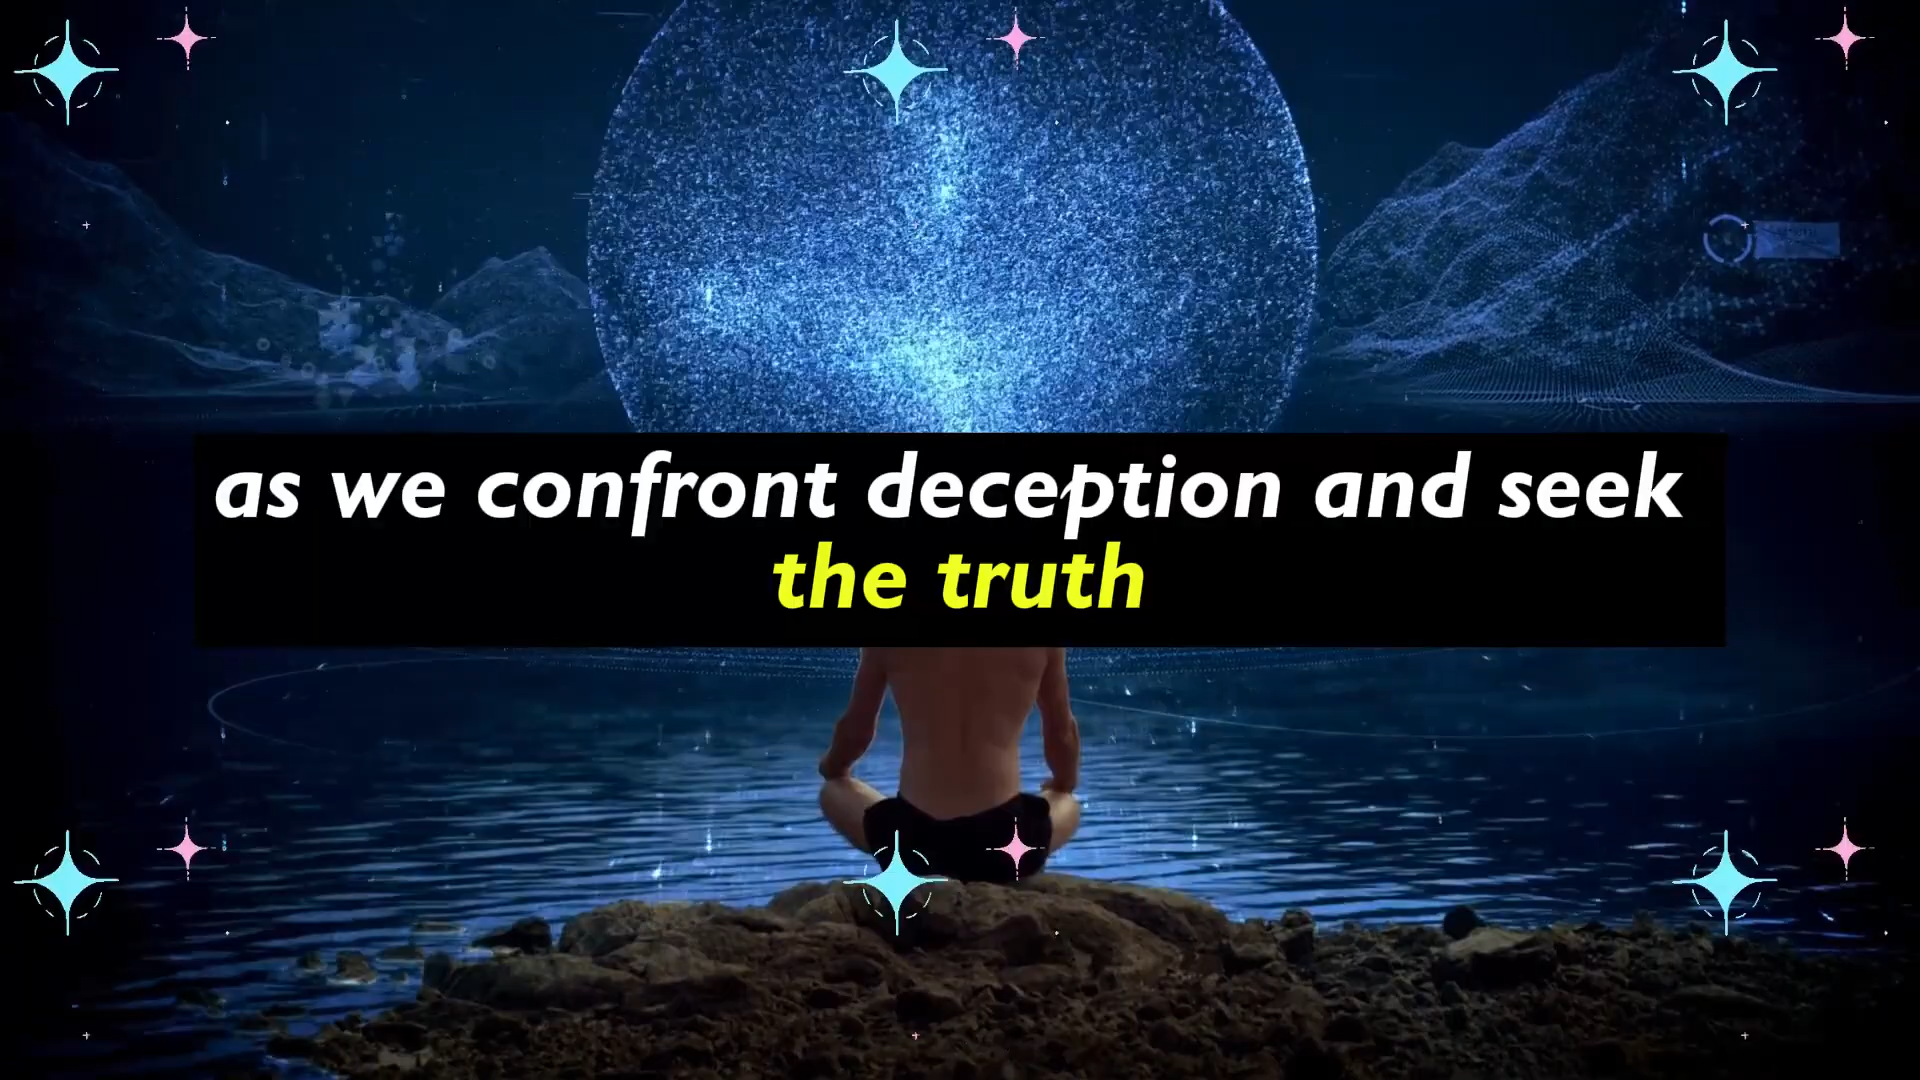 as we confront deception and seek
the truth